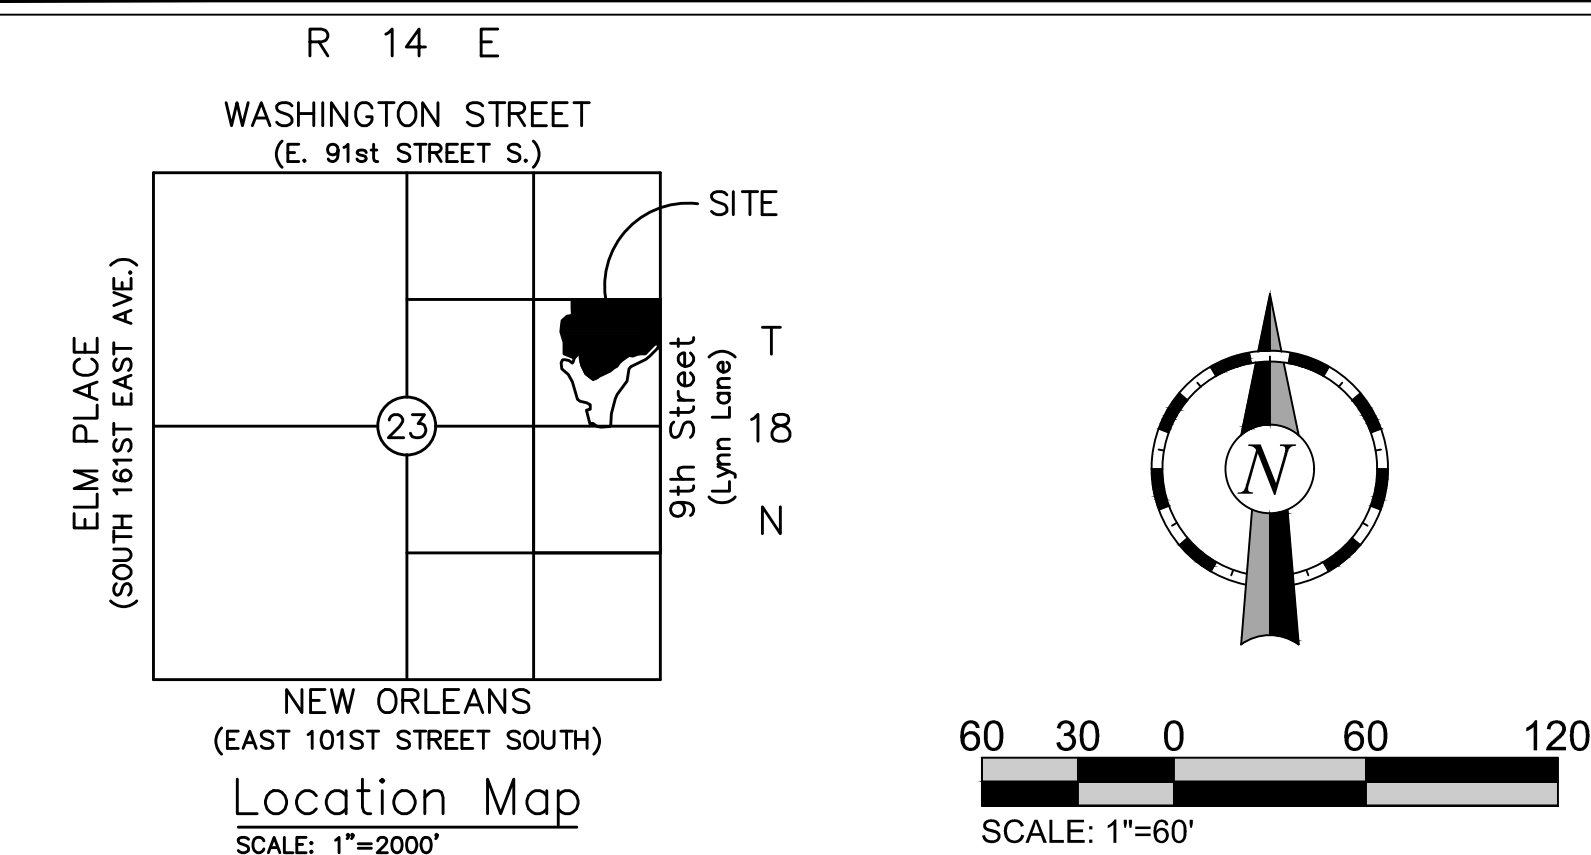 R 14 E
WASHINGTON STREET
(E. 91st STREET S.)
SITE
ELM PLACE
(SOUTH 161ST EAST AVE.)
23
9th Street
(Lynn Lane)
T
18
N
NEW ORLEANS
(EAST 101ST STREET SOUTH)
Location Map
SCALE: 1"=2000'
N
60 30 0 60 120
SCALE: 1"=60'